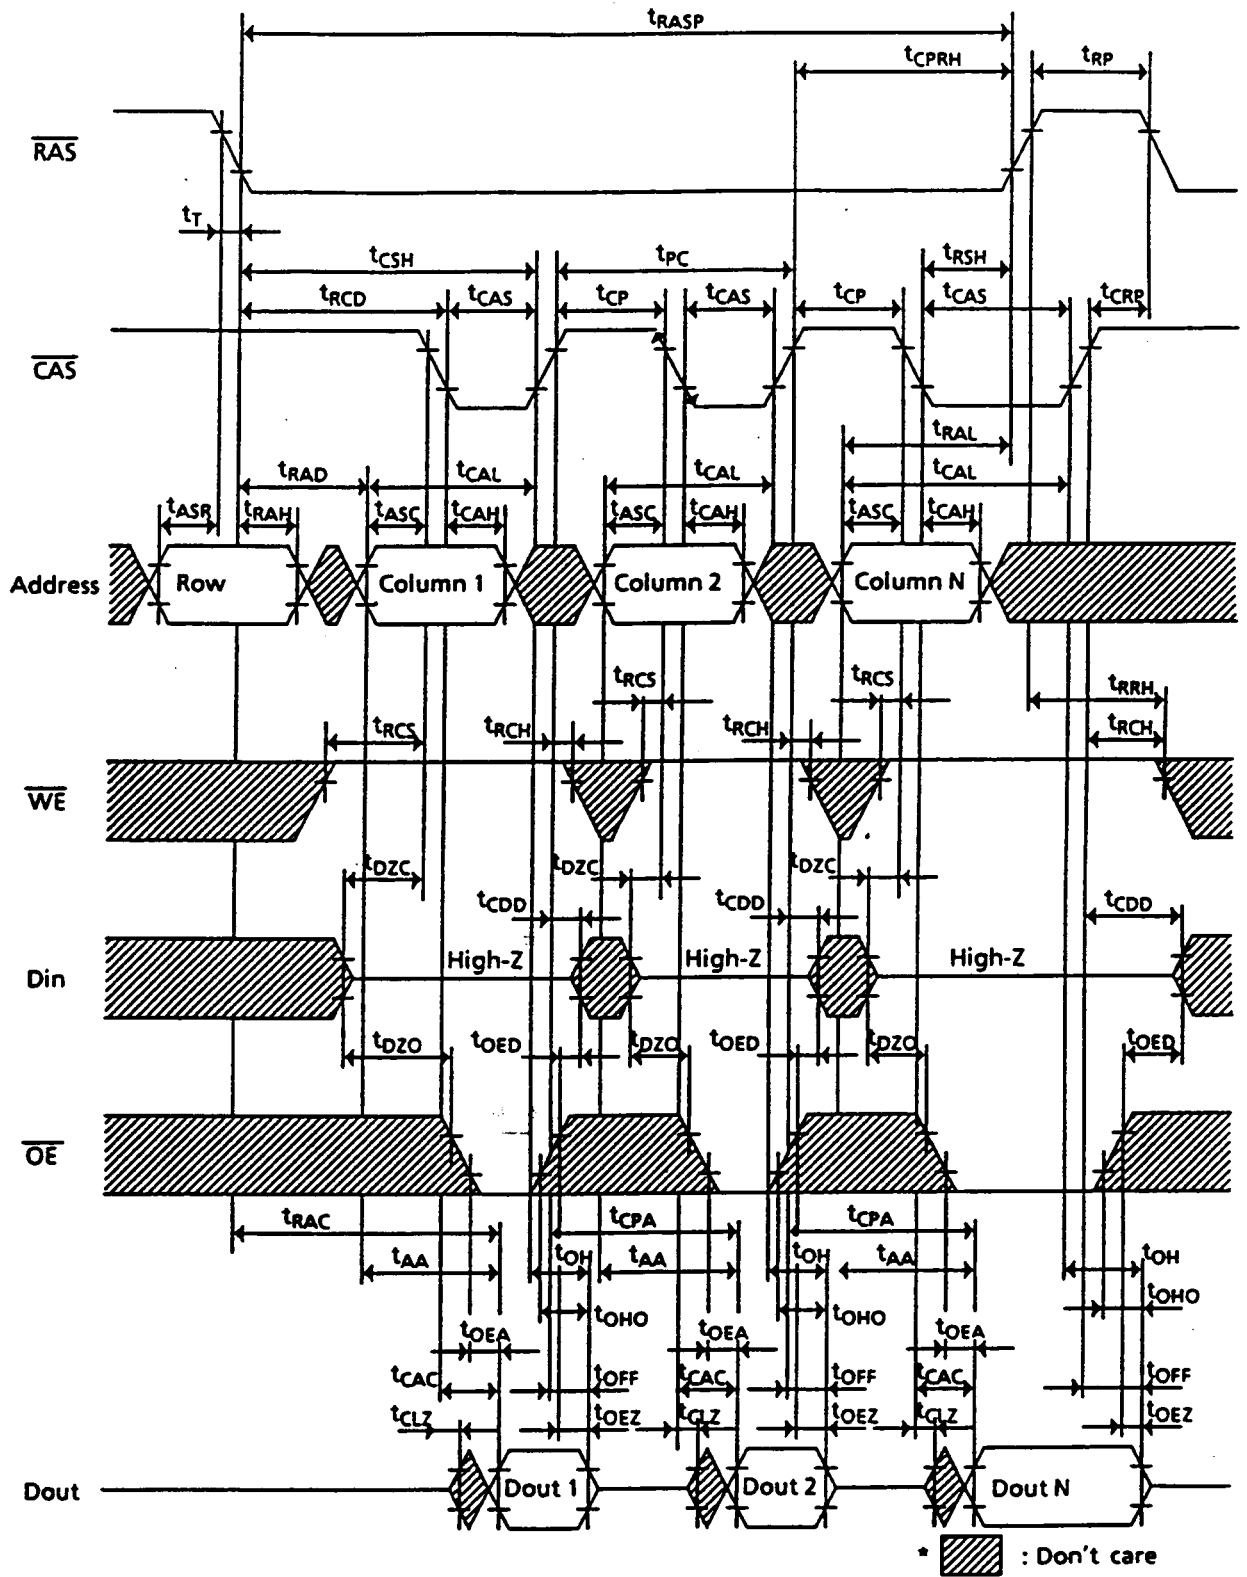 tRASP
tCPRH tRP
RAS
tT
tCSH tPC tRSH
tRCD tCAS tCP tCAS tCP tCAS tCRP
CAS
tRAL
tRAD tCAL tCAL tCAL
tASR tRAH tASC tCAH tASC tCAH tASC tCAH
Address Row Column 1 Column 2 Column N
tRCS tRCS tRRH
tRCS tRCH tRCH tRCH
WE
tDZC tDZC tDZC
tCDD tCDD tCDD
Din High-Z High-Z High-Z
tDZO tOED tDZO tOED tDZO tOED
OE
tRAC tCPA tCPA
tAA tOH tAA tOH tAA tOH
tOHO tOHO tOHO
tOEA tOEA tOEA
tCAC tOFF tCAC tOFF tCAC tOFF
tCLZ tOEZ tCLZ tOEZ tCLZ tOEZ
Dout Dout 1 Dout 2 Dout N
* : Don't care